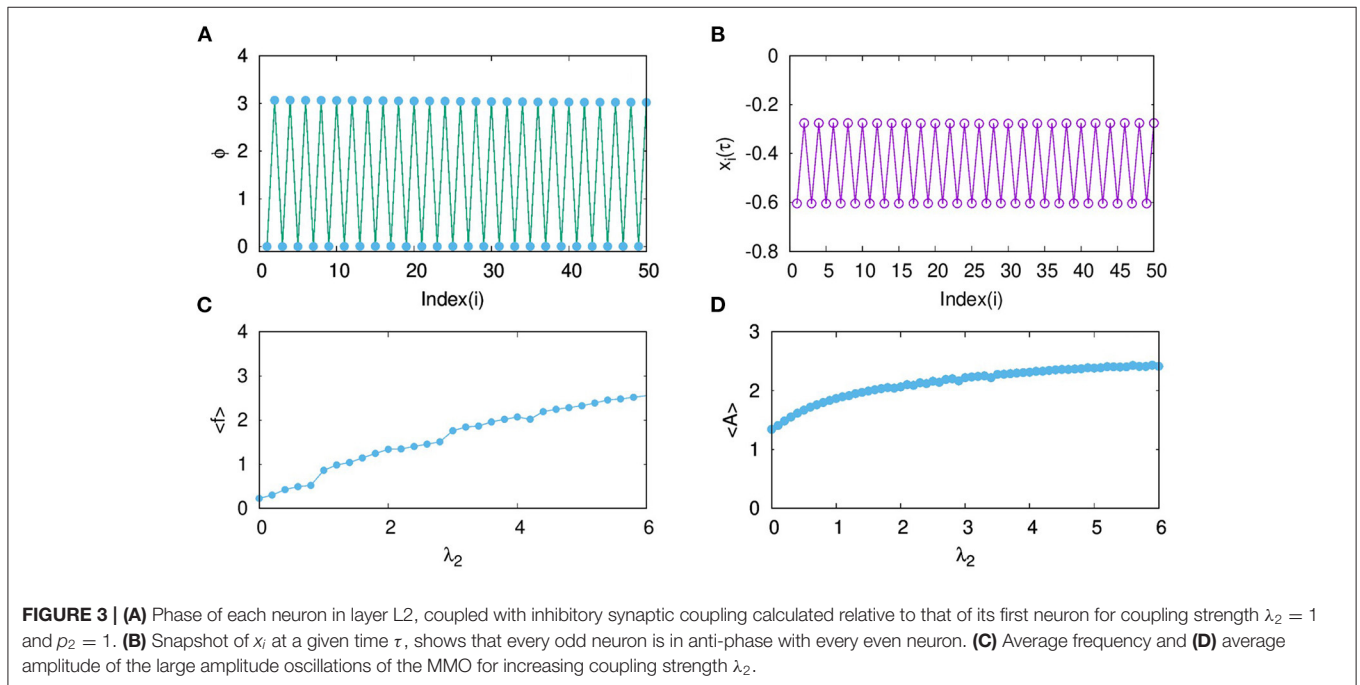 A
4
3
2
1
0
ϕ
0 10 20 30 40 50
Index(i)
B
0
-0.2
-0.4
-0.6
-0.8
xi(τ)
0 5 10 15 20 25 30 35 40 45 50
Index(i)
C
4
3
2
1
0
<f>
0 2 4 6
λ2
D
3
2
1
0
<A>
0 1 2 3 4 5 6
λ2
FIGURE 3 | (A) Phase of each neuron in layer L2, coupled with inhibitory synaptic coupling calculated relative to that of its first neuron for coupling strength λ2 = 1
and p2 = 1. (B) Snapshot of xi at a given time τ, shows that every odd neuron is in anti-phase with every even neuron. (C) Average frequency and (D) average
amplitude of the large amplitude oscillations of the MMO for increasing coupling strength λ2.